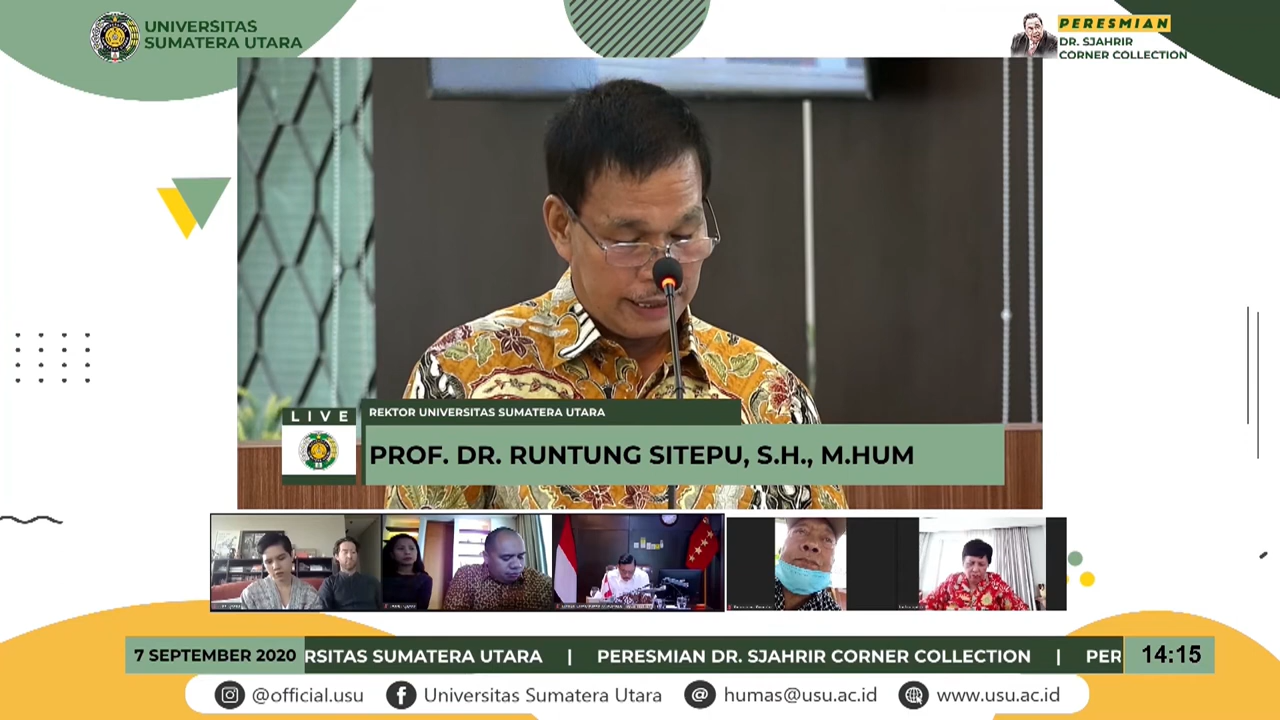 UNIVERSITAS
SUMATERA UTARA
PERESMIAN
DR. SJAHRIR
CORNER COLLECTION
LIVE
REKTOR UNIVERSITAS SUMATERA UTARA
PROF. DR. RUNTUNG SITEPU, S.H., M.HUM
7 SEPTEMBER 2020
RSITAS SUMATERA UTARA | PERESMIAN DR. SJAHRIR CORNER COLLECTION | PER
14:15
@official.usu
Universitas Sumatera Utara
humas@usu.ac.id
www.usu.ac.id